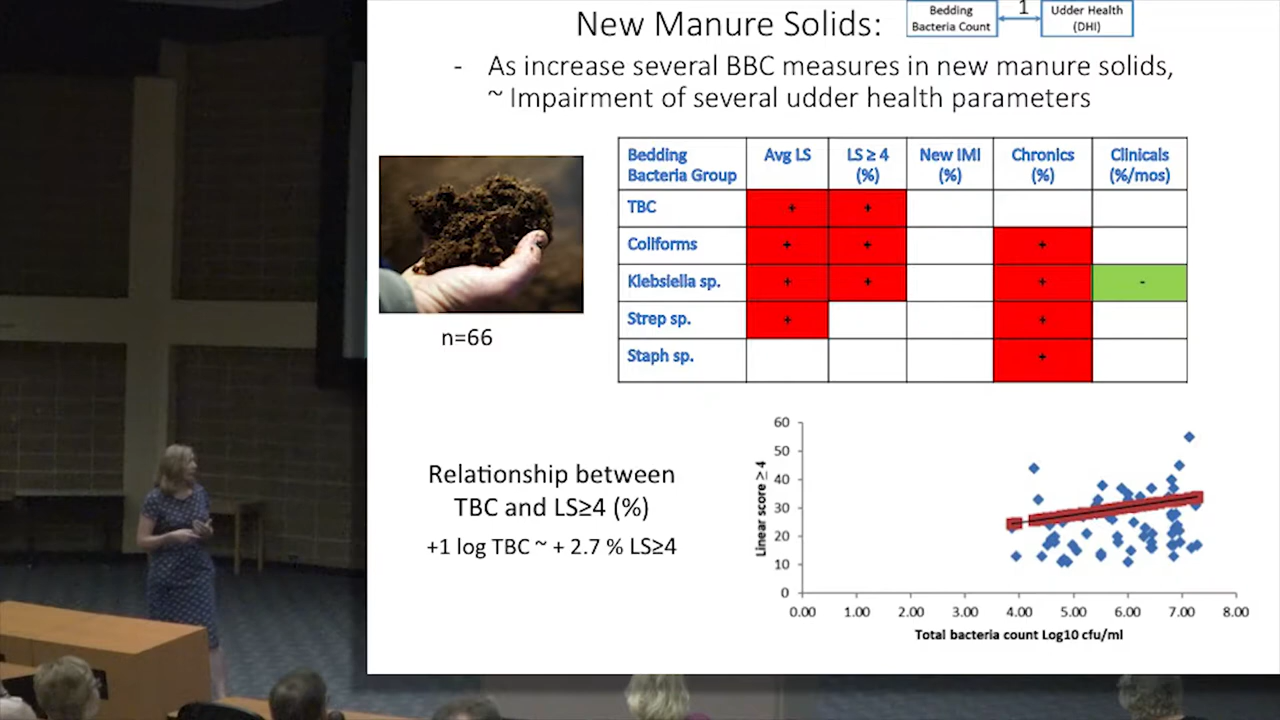 New Manure Solids:
Bedding
Bacteria Count
1
Udder Health
(DHI)
- As increase several BBC measures in new manure solids,
~ Impairment of several udder health parameters
n=66
Bedding Bacteria Group Avg LS LS ≥ 4 (%) New IMI (%) Chronics (%) Clinicals (%/mos)
TBC + +
Coliforms + + +
Klebsiella sp. + + + -
Strep sp. + +
Staph sp. +
Relationship between
TBC and LS≥4 (%)
+1 log TBC ~ + 2.7 % LS≥4
Linear score ≥ 4
60
50
40
30
20
10
0
0.00 1.00 2.00 3.00 4.00 5.00 6.00 7.00 8.00
Total bacteria count Log10 cfu/ml